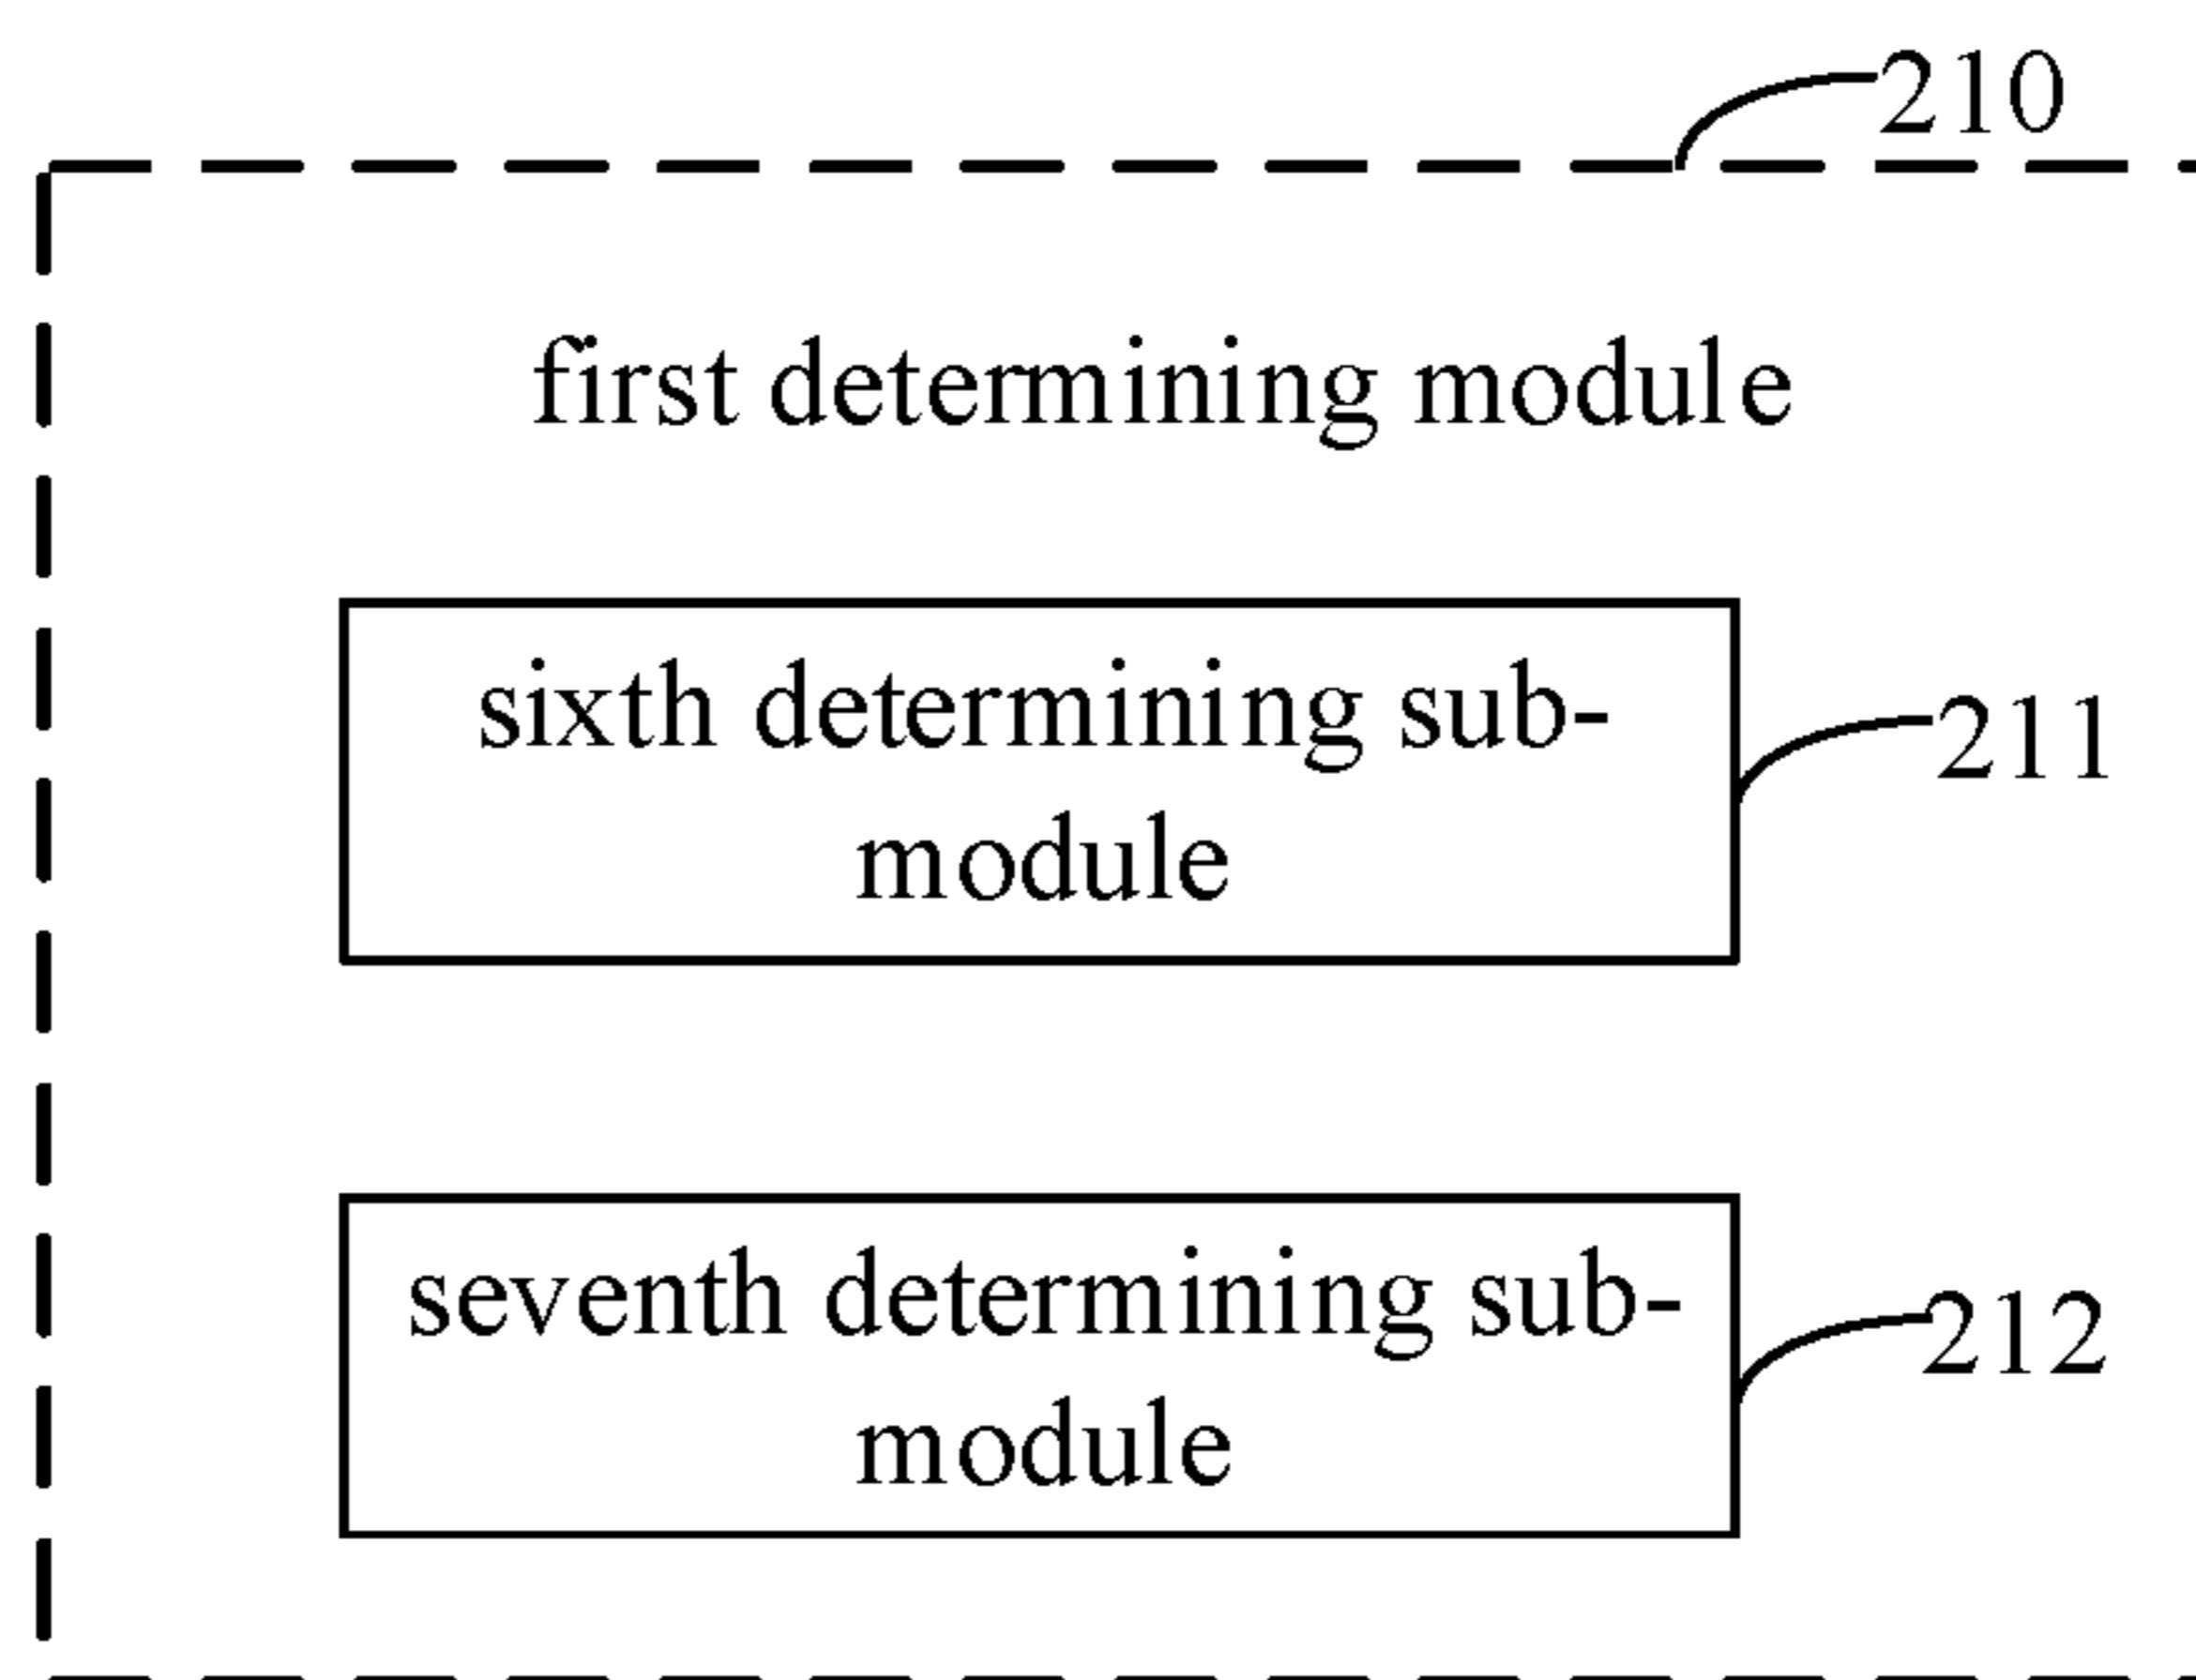 210
first determining module
sixth determining sub-
module
211
seventh determining sub-
module
212